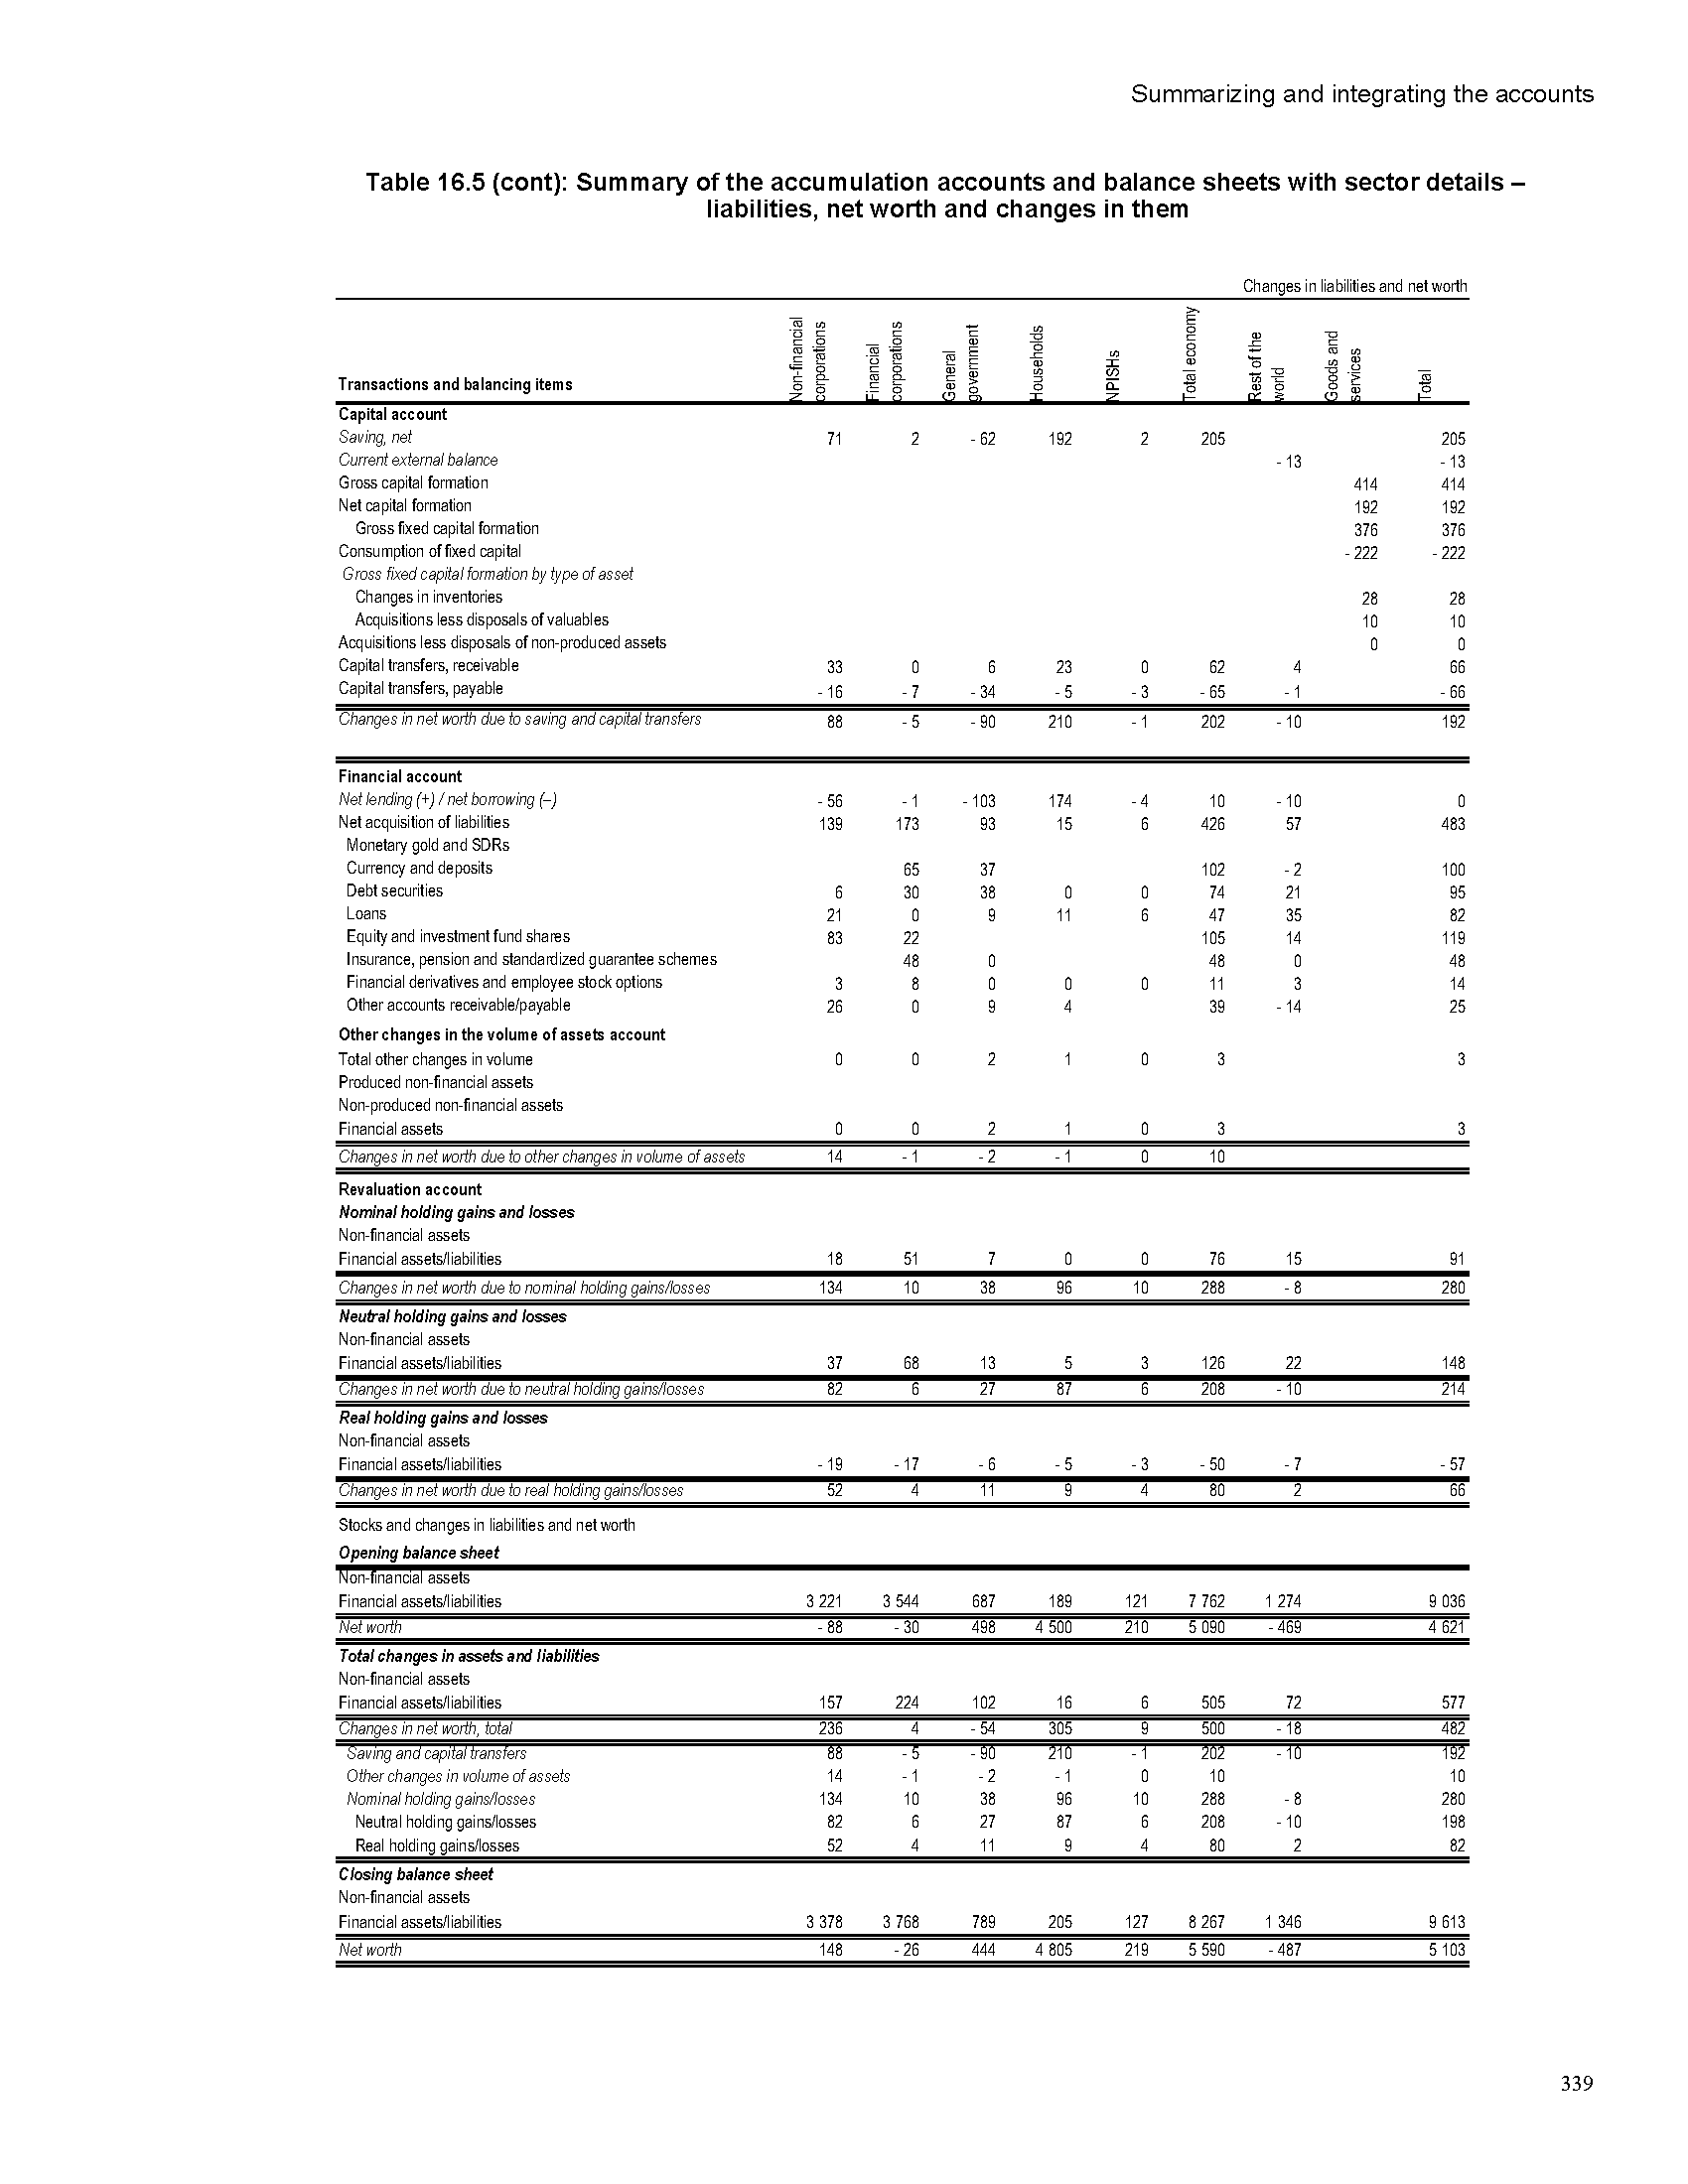 Summarizing and integrating the accounts
Table 16.5 (cont): Summary of the accumulation accounts and balance sheets with sector details –
liabilities, net worth and changes in them
Changes in liabilities and net worth
Transactions and balancing items Non-financial corporations Financial corporations General government Households NPISHs Total economy Rest of the world Goods and services Total
Capital account
Saving, net 71 2 - 62 192 2 205 205
Current external balance - 13 - 13
Gross capital formation 414 414
Net capital formation 192 192
Gross fixed capital formation 376 376
Consumption of fixed capital - 222 - 222
Gross fixed capital formation by type of asset
Changes in inventories 28 28
Acquisitions less disposals of valuables 10 10
Acquisitions less disposals of non-produced assets 0 0
Capital transfers, receivable 33 0 6 23 0 62 4 66
Capital transfers, payable - 16 - 7 - 34 - 5 - 3 - 65 - 1 - 66
Changes in net worth due to saving and capital transfers 88 - 5 - 90 210 - 1 202 - 10 192
Financial account
Net lending (+) / net borrowing (–) - 56 - 1 - 103 174 - 4 10 - 10 0
Net acquisition of liabilities 139 173 93 15 6 426 57 483
Monetary gold and SDRs
Currency and deposits 65 37 102 - 2 100
Debt securities 6 30 38 0 0 74 21 95
Loans 21 0 9 11 6 47 35 82
Equity and investment fund shares 83 22 105 14 119
Insurance, pension and standardized guarantee schemes 48 0 48 0 48
Financial derivatives and employee stock options 3 8 0 0 0 11 3 14
Other accounts receivable/payable 26 0 9 4 39 - 14 25
Other changes in the volume of assets account
Total other changes in volume 0 0 2 1 0 3 3
Produced non-financial assets
Non-produced non-financial assets
Financial assets 0 0 2 1 0 3 3
Changes in net worth due to other changes in volume of assets 14 - 1 - 2 - 1 0 10
Revaluation account
Nominal holding gains and losses
Non-financial assets
Financial assets/liabilities 18 51 7 0 0 76 15 91
Changes in net worth due to nominal holding gains/losses 134 10 38 96 10 288 - 8 280
Neutral holding gains and losses
Non-financial assets
Financial assets/liabilities 37 68 13 5 3 126 22 148
Changes in net worth due to neutral holding gains/losses 82 6 27 87 6 208 - 10 214
Real holding gains and losses
Non-financial assets
Financial assets/liabilities - 19 - 17 - 6 - 5 - 3 - 50 - 7 - 57
Changes in net worth due to real holding gains/losses 52 4 11 9 4 80 2 66
Stocks and changes in liabilities and net worth
Opening balance sheet
Non-financial assets
Financial assets/liabilities 3 221 3 544 687 189 121 7 762 1 274 9 036
Net worth - 88 - 30 498 4 500 210 5 090 - 469 4 621
Total changes in assets and liabilities
Non-financial assets
Financial assets/liabilities 157 224 102 16 6 505 72 577
Changes in net worth, total 236 4 - 54 305 9 500 - 18 482
Saving and capital transfers 88 - 5 - 90 210 - 1 202 - 10 192
Other changes in volume of assets 14 - 1 - 2 - 1 0 10 10
Nominal holding gains/losses 134 10 38 96 10 288 - 8 280
Neutral holding gains/losses 82 6 27 87 6 208 - 10 198
Real holding gains/losses 52 4 11 9 4 80 2 82
Closing balance sheet
Non-financial assets
Financial assets/liabilities 3 378 3 768 789 205 127 8 267 1 346 9 613
Net worth 148 - 26 444 4 805 219 5 590 - 487 5 103
339